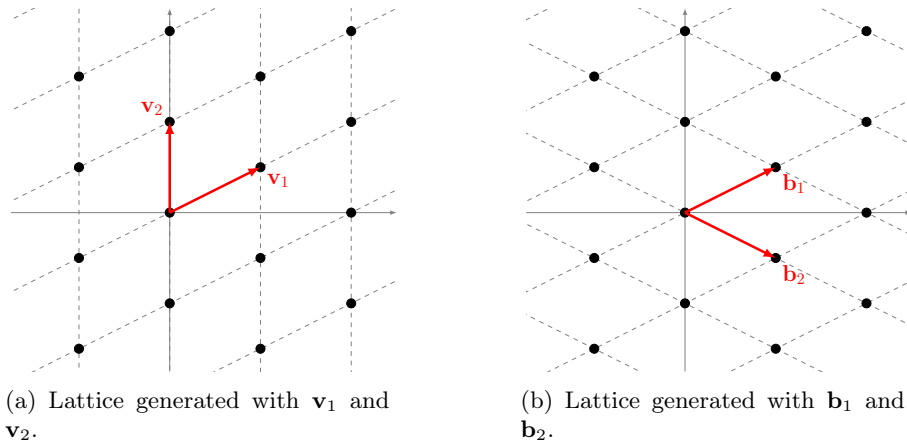 v₂
v₁
b₁
b₂
(a) Lattice generated with v₁ and
v₂.
(b) Lattice generated with b₁ and
b₂.